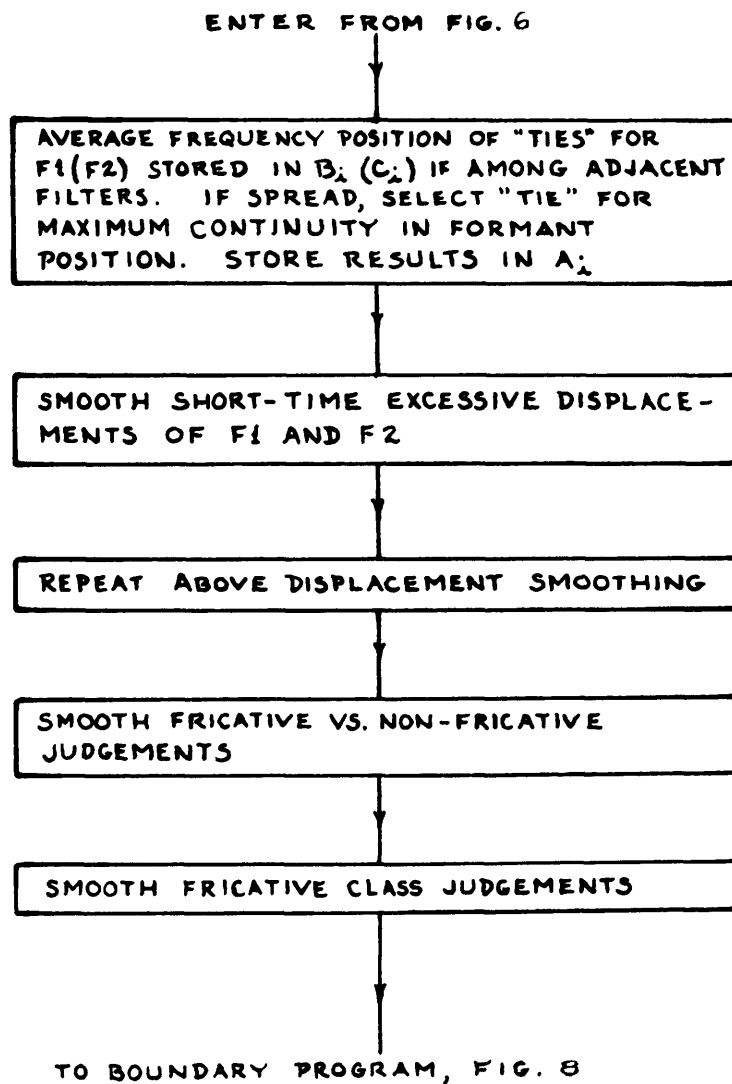 ENTER FROM FIG. 6
AVERAGE FREQUENCY POSITION OF "TIES" FOR
F1(F2) STORED IN Bi (Ci) IF AMONG ADJACENT
FILTERS. IF SPREAD, SELECT "TIE" FOR
MAXIMUM CONTINUITY IN FORMANT
POSITION. STORE RESULTS IN Ai
SMOOTH SHORT-TIME EXCESSIVE DISPLACE-
MENTS OF F1 AND F2
REPEAT ABOVE DISPLACEMENT SMOOTHING
SMOOTH FRICATIVE VS. NON-FRICATIVE
JUDGEMENTS
SMOOTH FRICATIVE CLASS JUDGEMENTS
TO BOUNDARY PROGRAM, FIG. 8